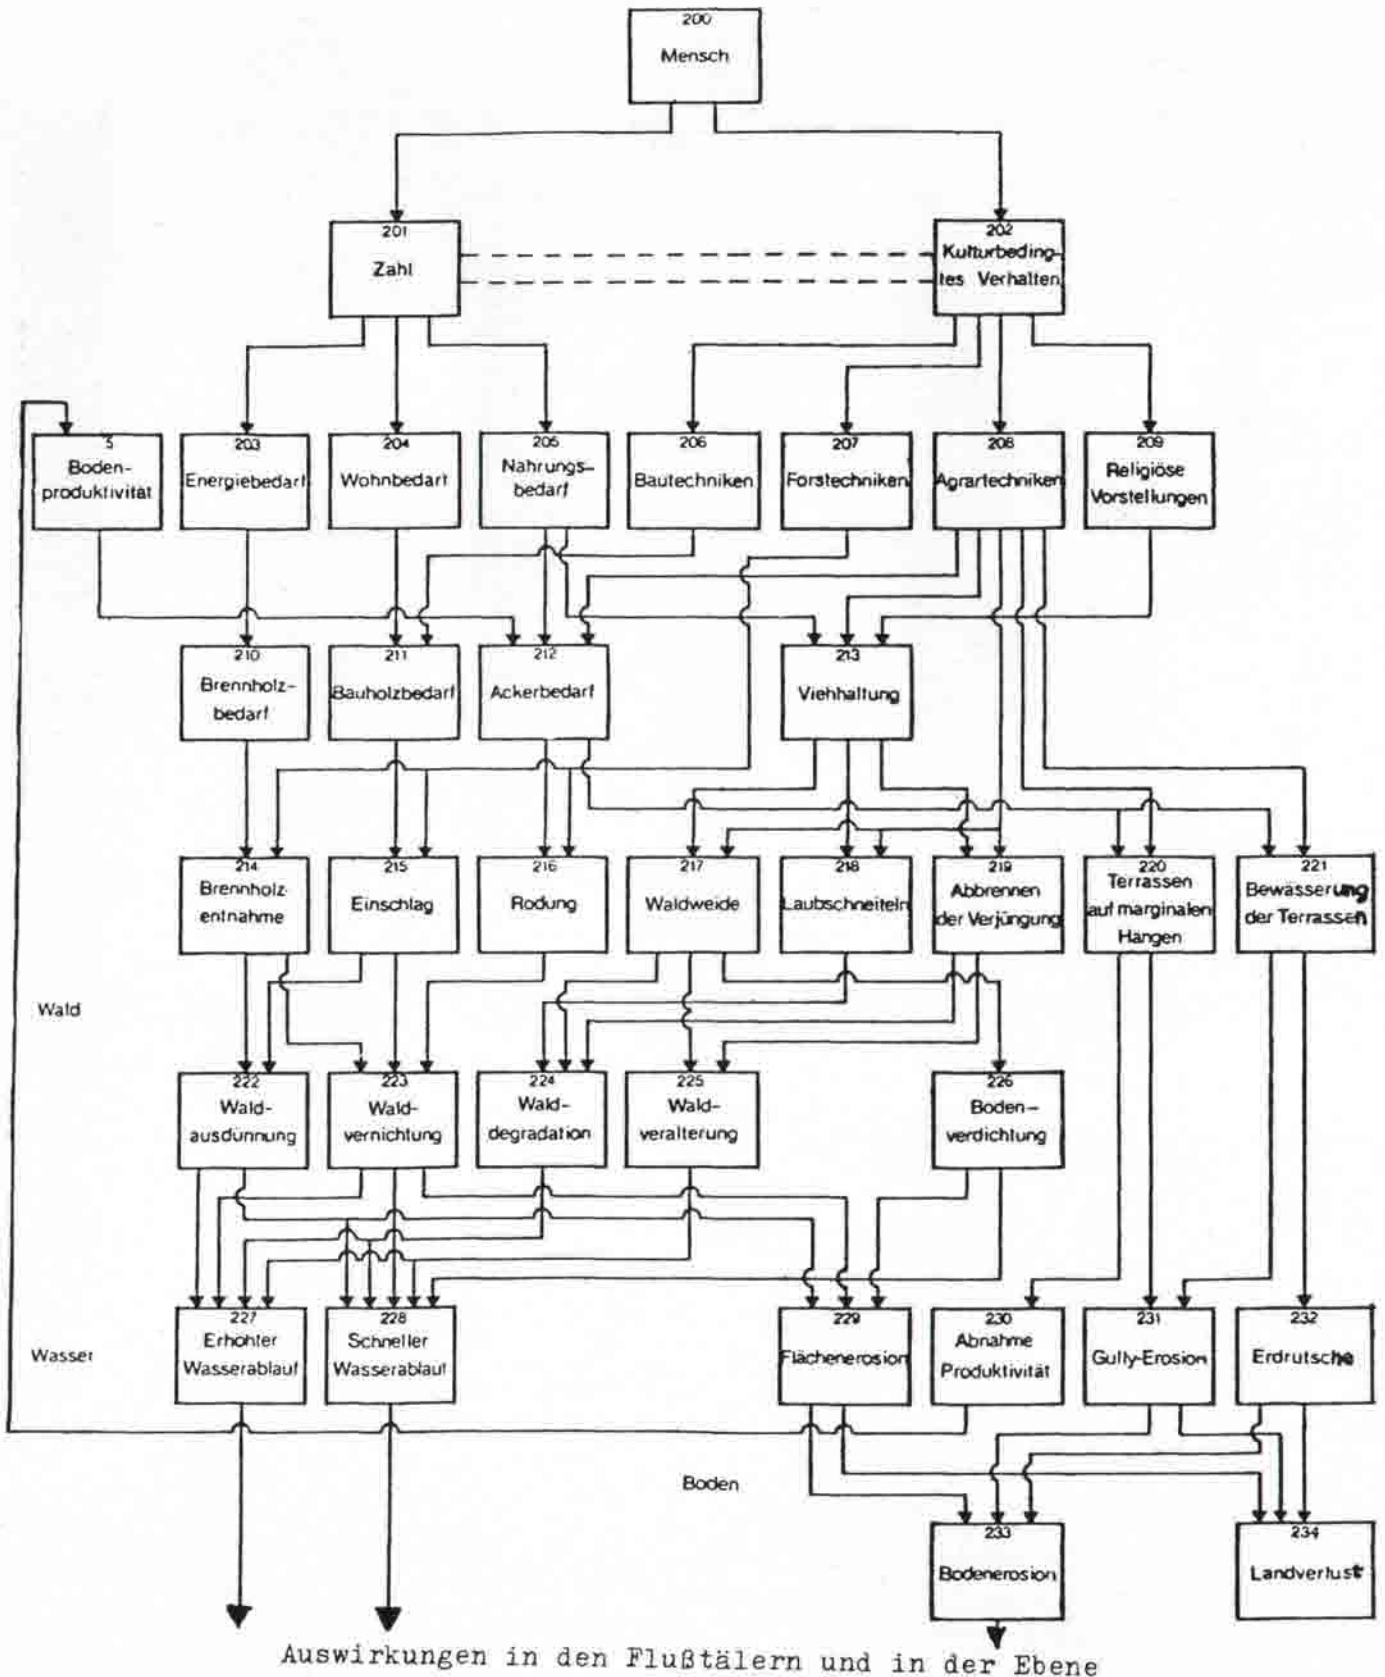 200
Mensch
201
Zahl
202
Kulturbeding-
tes Verhalten
5
Boden-
produktivität
203
Energiebedarf
204
Wohnbedarf
205
Nahrungs-
bedarf
206
Bautechniken
207
Forstechniken
208
Agrartechniken
209
Religiöse
Vorstellungen
210
Brennholz-
bedarf
211
Bauholzbedarf
212
Ackerbedarf
213
Viehhaltung
214
Brennholz
entnahme
215
Einschlag
216
Rodung
217
Waldweide
218
Laubschneiteln
219
Abbrennen
der Verjüngung
220
Terrassen
auf marginalen
Hängen
221
Bewässerung
der Terrassen
Wald
222
Wald-
ausdünnung
223
Wald-
vernichtung
224
Wald-
degradation
225
Wald-
veralterung
226
Boden-
verdichtung
Wasser
227
Erhöhter
Wasserablauf
228
Schneller
Wasserablauf
229
Flächenerosion
230
Abnahme
Produktivität
231
Gully-Erosion
232
Erdrutsche
Boden
233
Bodenerosion
234
Landverlust
Auswirkungen in den Flußtälern und in der Ebene